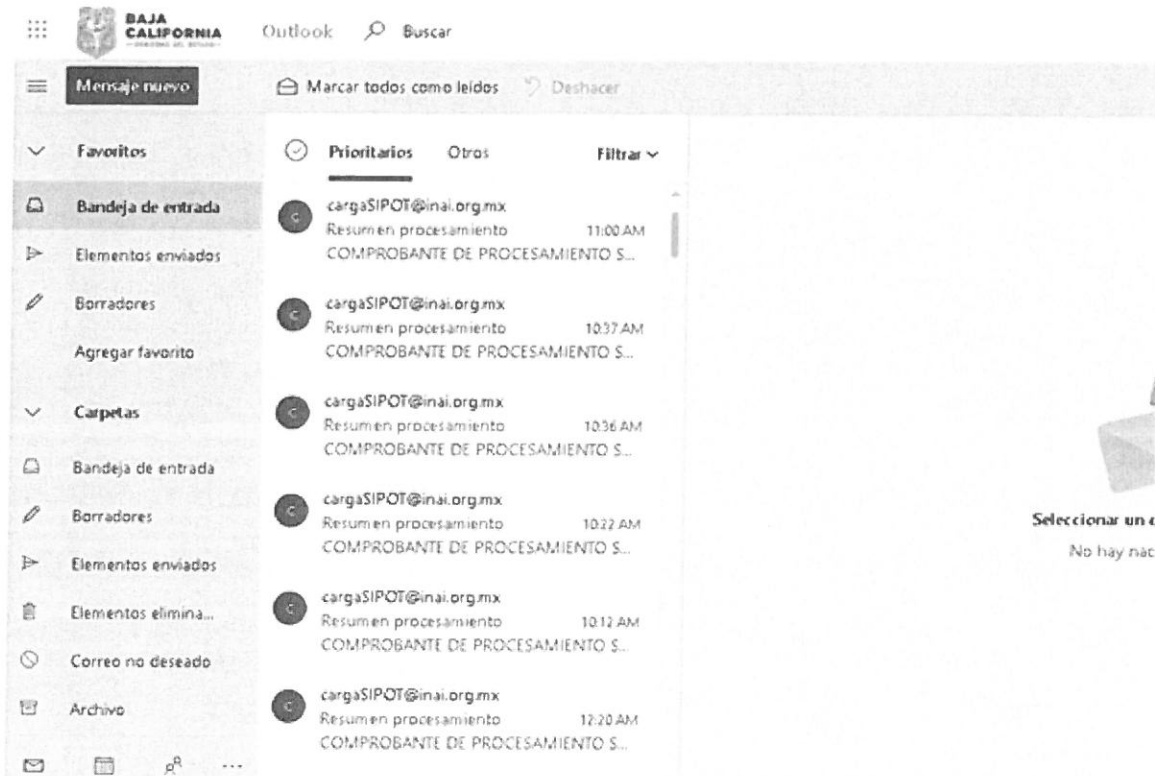 BAJA
CALIFORNIA
Outlook
Buscar
Mensaje nuevo
Marcar todos como leídos
Deshacer
Favoritos
Bandeja de entrada
Elementos enviados
Borradores
Agregar favorito
Carpetas
Bandeja de entrada
Borradores
Elementos enviados
Elementos elimina...
Correo no deseado
Archivo
Prioritarios
Otros
Filtrar
C
cargaSIPOT@inai.org.mx
Resumen procesamiento 11:00 AM
COMPROBANTE DE PROCESAMIENTO S...
C
cargaSIPOT@inai.org.mx
Resumen procesamiento 10:37 AM
COMPROBANTE DE PROCESAMIENTO S...
C
cargaSIPOT@inai.org.mx
Resumen procesamiento 10:36 AM
COMPROBANTE DE PROCESAMIENTO S...
C
cargaSIPOT@inai.org.mx
Resumen procesamiento 10:22 AM
COMPROBANTE DE PROCESAMIENTO S...
C
cargaSIPOT@inai.org.mx
Resumen procesamiento 10:12 AM
COMPROBANTE DE PROCESAMIENTO S...
C
cargaSIPOT@inai.org.mx
Resumen procesamiento 12:20 AM
COMPROBANTE DE PROCESAMIENTO S...
Seleccionar un
No hay nad